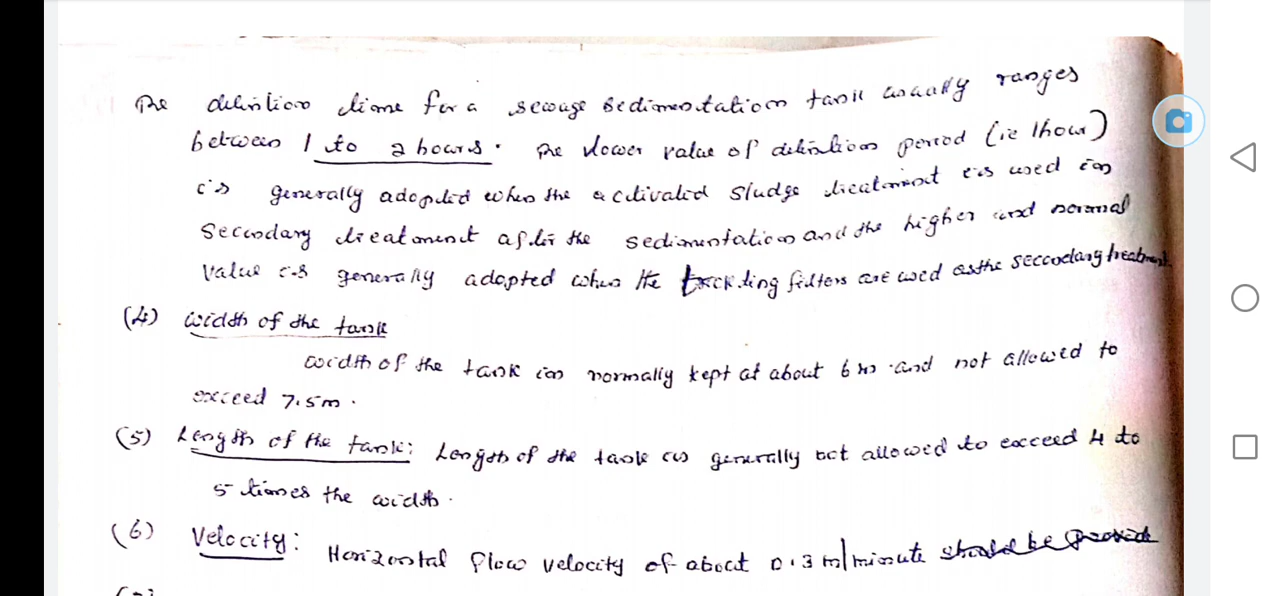 The detention time for a sewage sedimentation tank usually ranges
between 1 to 2 hours. The lower value of detention period (ie 1hour)
is generally adopted when the activated sludge treatment is used in
Secondary treatment after the sedimentation and the higher and normal
Value is generally adopted when the trickling filters are used as the seccodary treatment.
(4) width of the tank
width of the tank is normally kept at about 6 m and not allowed to
exceed 7.5m.
(5) Length of the tank: Length of the tank is generally not allowed to exceed 4 to
5 times the width.
(6) Velocity: Horizontal flow velocity of about 0.3 m/minute should be provide